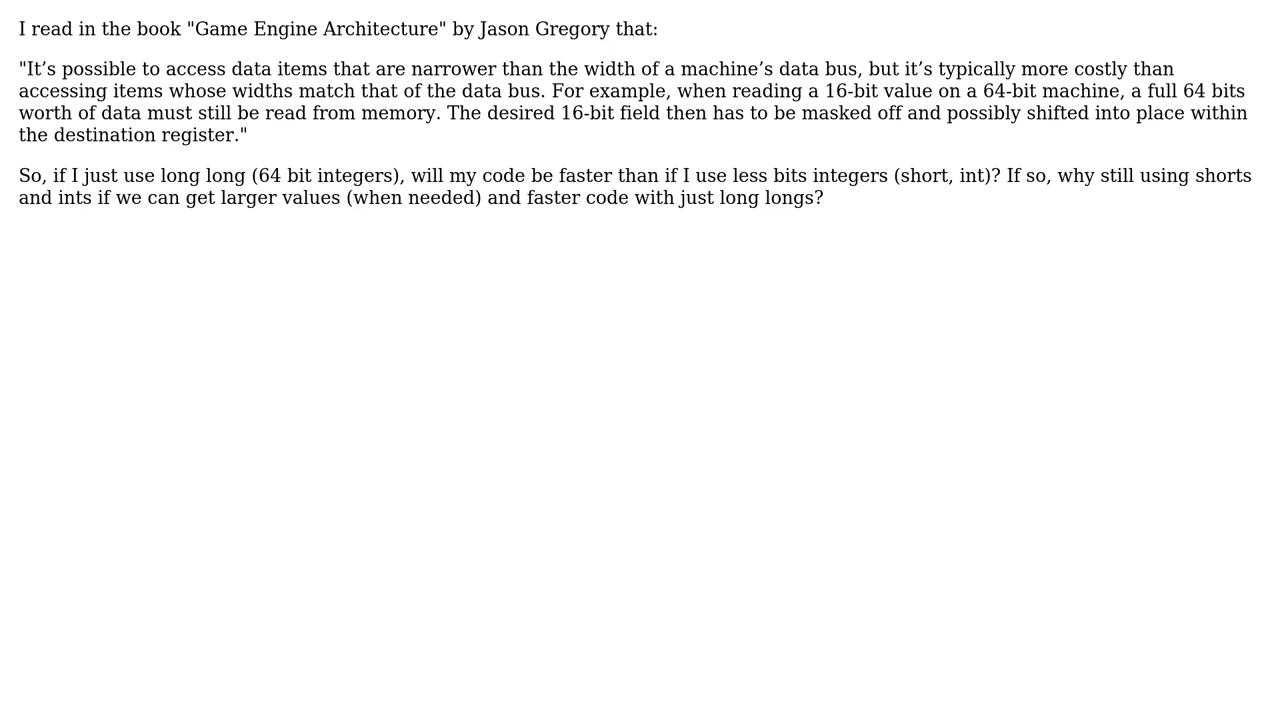 I read in the book "Game Engine Architecture" by Jason Gregory that:
"It’s possible to access data items that are narrower than the width of a machine’s data bus, but it’s typically more costly than
accessing items whose widths match that of the data bus. For example, when reading a 16-bit value on a 64-bit machine, a full 64 bits
worth of data must still be read from memory. The desired 16-bit field then has to be masked off and possibly shifted into place within
the destination register."
So, if I just use long long (64 bit integers), will my code be faster than if I use less bits integers (short, int)? If so, why still using shorts
and ints if we can get larger values (when needed) and faster code with just long longs?